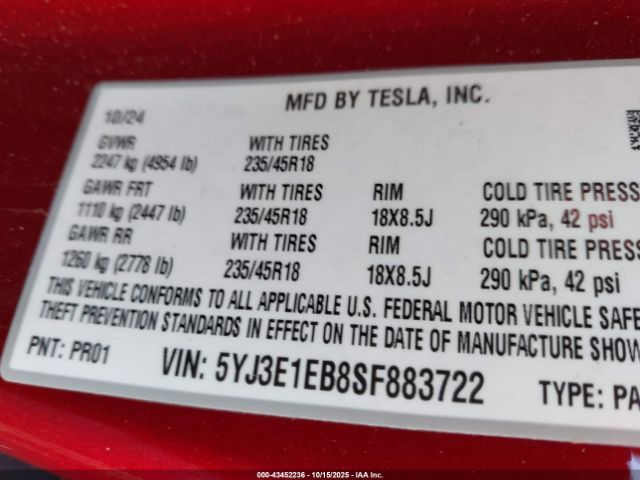 MFD BY TESLA, INC.
10/24
GVWR WITH TIRES
2247 kg (4954 lb) 235/45R18
GAWR FRT WITH TIRES RIM COLD TIRE PRESS
1110 kg (2447 lb) 235/45R18 18X8.5J 290 kPa, 42 psi
GAWR RR WITH TIRES RIM COLD TIRE PRESS
1260 kg (2778 lb) 235/45R18 18X8.5J 290 kPa, 42 psi
THIS VEHICLE CONFORMS TO ALL APPLICABLE U.S. FEDERAL MOTOR VEHICLE SAFE
THEFT PREVENTION STANDARDS IN EFFECT ON THE DATE OF MANUFACTURE SHOW
PNT: PR01 VIN: 5YJ3E1EB8SF883722 TYPE: PA
000-43452236 - 10/15/2025 - IAA Inc.